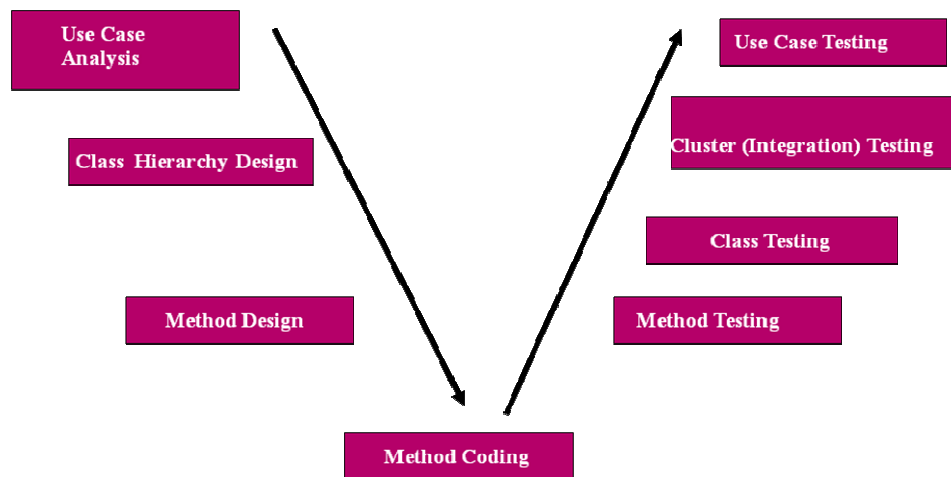 Use Case
Analysis
Use Case Testing
Class Hierarchy Design
Cluster (Integration) Testing
Class Testing
Method Design
Method Testing
Method Coding